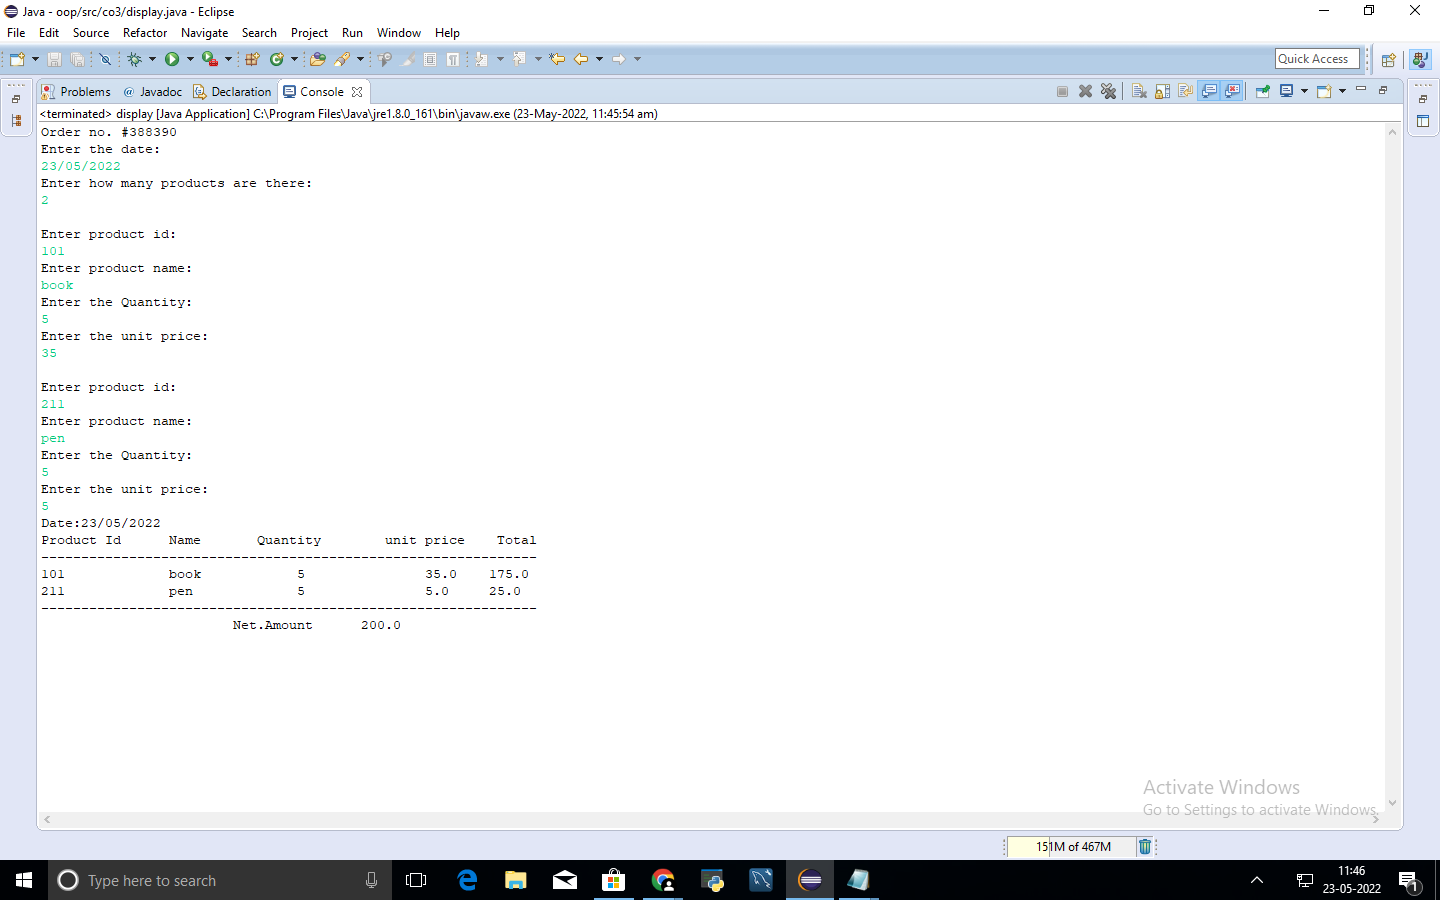 Java - oop/src/co3/display.java - Eclipse
File Edit Source Refactor Navigate Search Project Run Window Help
Quick Access
Problems @ Javadoc Declaration Console
<terminated> display [Java Application] C:\Program Files\Java\jre1.8.0_161\bin\javaw.exe (23-May-2022, 11:45:54 am)
Order no. #388390
Enter the date:
23/05/2022
Enter how many products are there:
2
Enter product id:
101
Enter product name:
book
Enter the Quantity:
5
Enter the unit price:
35
Enter product id:
211
Enter product name:
pen
Enter the Quantity:
5
Enter the unit price:
5
Date:23/05/2022
Product Id Name Quantity unit price Total
--------------------------------------------------------------
101 book 5 35.0 175.0
211 pen 5 5.0 25.0
--------------------------------------------------------------
Net.Amount 200.0
Activate Windows
Go to Settings to activate Windows.
151M of 467M
Type here to search
11:46
23-05-2022
1